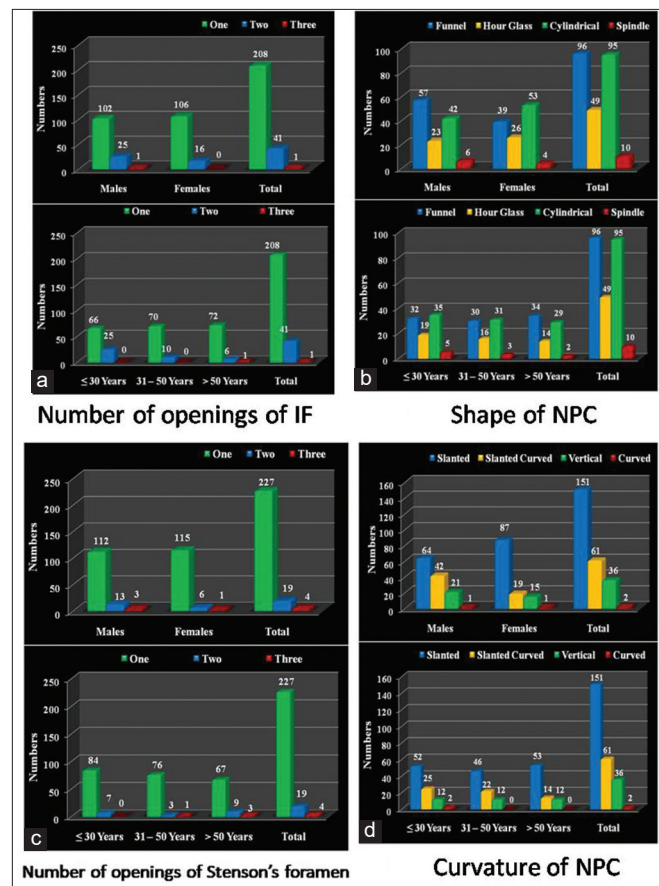 One Two Three
250
200
150
100
50
0
Numbers
102 25 1 106 16 0 208 41 1
Males Females Total
One Two Three
250
200
150
100
50
0
Numbers
66 25 0 70 10 0 72 6 1 208 41 1
≤ 30 Years 31 – 50 Years > 50 Years Total
a
Number of openings of IF
Funnel Hour Glass Cylindrical Spindle
100
80
60
40
20
0
Numbers
57 23 42 6 39 26 53 4 96 49 95 10
Males Females Total
Funnel Hour Glass Cylindrical Spindle
100
80
60
40
20
0
Numbers
32 19 35 5 30 16 31 3 34 14 29 2 96 49 95 10
≤ 30 Years 31 – 50 Years > 50 Years Total
b
Shape of NPC
One Two Three
250
200
150
100
50
0
Numbers
112 13 3 115 6 1 227 19 4
Males Females Total
One Two Three
250
200
150
100
50
0
Numbers
84 7 0 76 3 1 67 9 3 227 19 4
≤ 30 Years 31 – 50 Years > 50 Years Total
c
Number of openings of Stenson's foramen
Slanted Slanted Curved Vertical Curved
160
140
120
100
80
60
40
20
0
Numbers
64 42 21 1 87 19 15 1 151 61 36 2
Males Females Total
Slanted Slanted Curved Vertical Curved
160
140
120
100
80
60
40
20
0
Numbers
52 25 12 2 46 22 12 0 53 14 12 0 151 61 36 2
≤ 30 Years 31 – 50 Years > 50 Years Total
d
Curvature of NPC